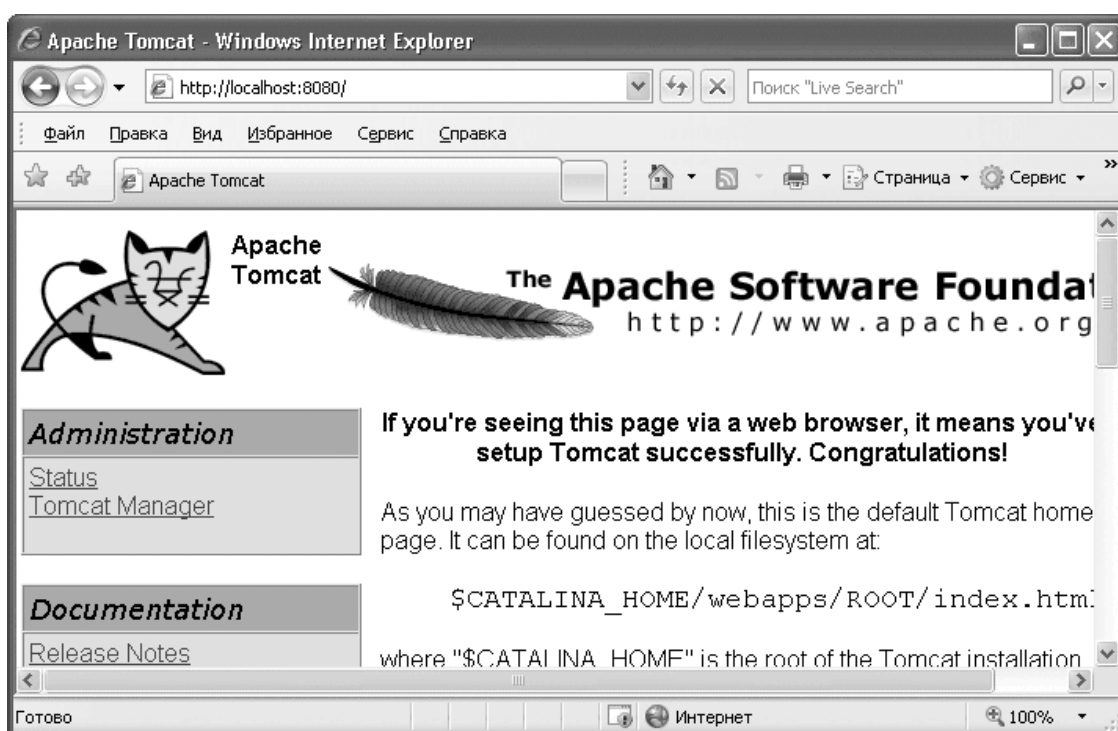 Apache Tomcat - Windows Internet Explorer
http://localhost:8080/
Поиск "Live Search"
Файл Правка Вид Избранное Сервис Справка
Apache Tomcat
Страница Сервис »
Apache
Tomcat
The Apache Software Foundat
http://www.apache.org
Administration
Status
Tomcat Manager
If you're seeing this page via a web browser, it means you've
setup Tomcat successfully. Congratulations!
As you may have guessed by now, this is the default Tomcat home
page. It can be found on the local filesystem at:
$CATALINA_HOME/webapps/ROOT/index.html
Documentation
Release Notes
where "$CATALINA_HOME" is the root of the Tomcat installation
Готово
Интернет
100%